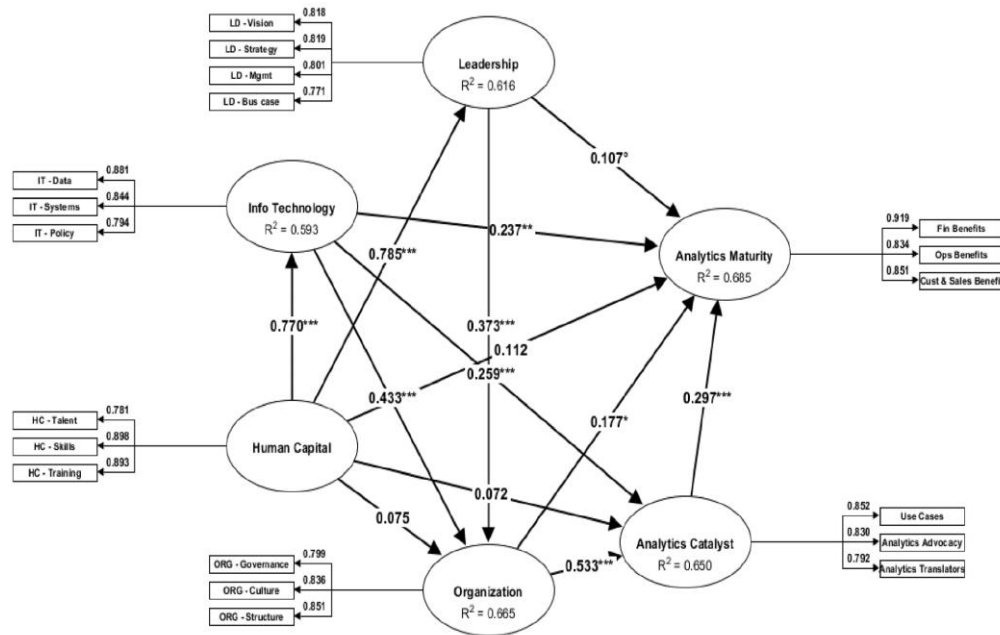 LD - Vision
0.818
LD - Strategy
0.819
LD - Mgmt
0.801
LD - Bus case
0.771
Leadership
R² = 0.616
0.107°
IT - Data
0.881
IT - Systems
0.844
IT - Policy
0.794
Info Technology
R² = 0.593
0.237**
0.785***
Analytics Maturity
R² = 0.685
0.919
Fin Benefits
0.834
Ops Benefits
0.851
Cust & Sales Benefit
0.770***
0.373***
0.112
0.259***
0.433***
0.177*
0.297***
HC - Talent
0.781
HC - Skills
0.898
HC - Training
0.893
Human Capital
0.072
0.075
ORG - Governance
0.799
ORG - Culture
0.836
ORG - Structure
0.851
Organization
R² = 0.665
0.533***
Analytics Catalyst
R² = 0.650
0.852
Use Cases
0.830
Analytics Advocacy
0.792
Analytics Translators